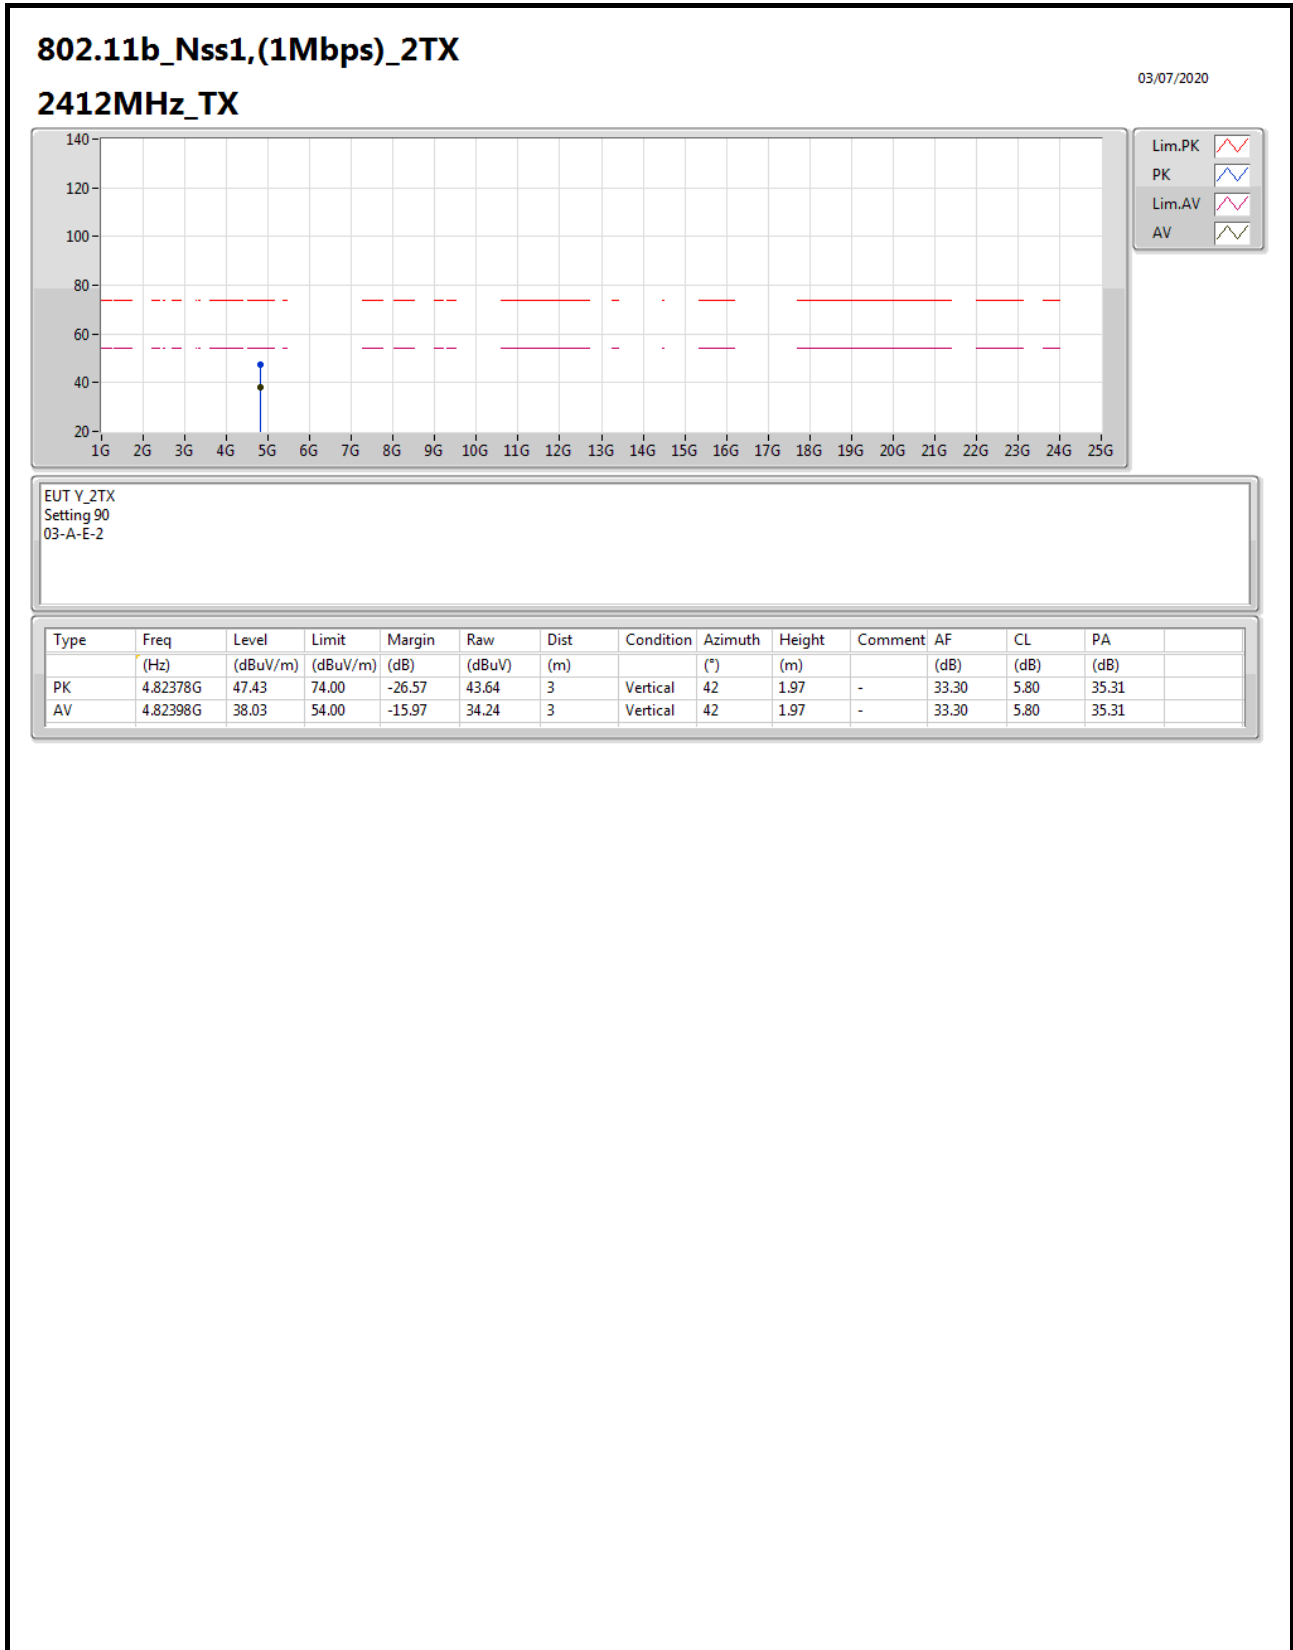 802.11b_Nss1,(1Mbps)_2TX
03/07/2020
2412MHz_TX
140
120
100
80
60
40
20
1G 2G 3G 4G 5G 6G 7G 8G 9G 10G 11G 12G 13G 14G 15G 16G 17G 18G 19G 20G 21G 22G 23G 24G 25G
Lim.PK
PK
Lim.AV
AV
EUT Y_2TX
Setting 90
03-A-E-2
Type Freq Level Limit Margin Raw Dist Condition Azimuth Height Comment AF CL PA
(Hz) (dBuV/m) (dBuV/m) (dB) (dBuV) (m) (°) (m) (dB) (dB) (dB)
PK 4.82378G 47.43 74.00 -26.57 43.64 3 Vertical 42 1.97 - 33.30 5.80 35.31
AV 4.82398G 38.03 54.00 -15.97 34.24 3 Vertical 42 1.97 - 33.30 5.80 35.31